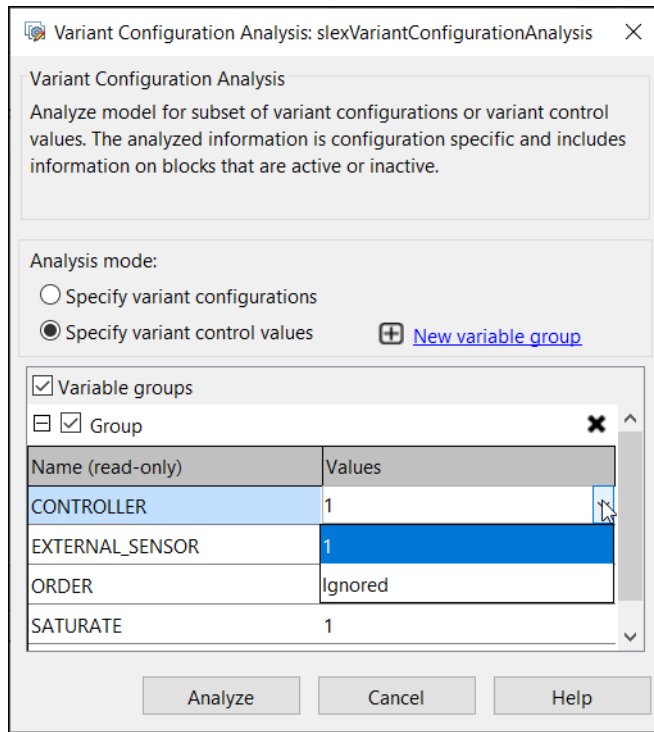 Variant Configuration Analysis: slexVariantConfigurationAnalysis
Variant Configuration Analysis
Analyze model for subset of variant configurations or variant control
values. The analyzed information is configuration specific and includes
information on blocks that are active or inactive.
Analysis mode:
Specify variant configurations
Specify variant control values New variable group
Variable groups
Group
Name (read-only) Values
CONTROLLER 1
EXTERNAL_SENSOR 1
ORDER Ignored
SATURATE 1
Analyze Cancel Help